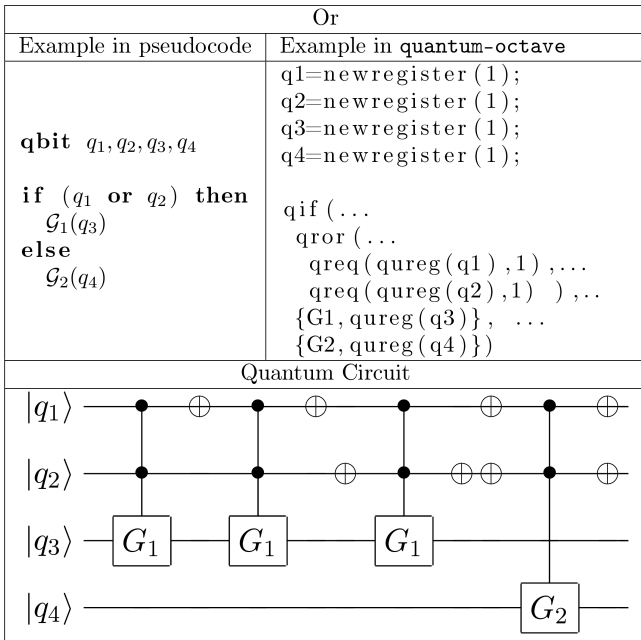 Or
Example in pseudocode
Example in quantum-octave
qbit q₁, q₂, q₃, q₄
if (q₁ or q₂) then
𝒢₁(q₃)
else
𝒢₂(q₄)
q1=newregister(1);
q2=newregister(1);
q3=newregister(1);
q4=newregister(1);
qif(...
qror(...
qreq(qureg(q1),1),...
qreq(qureg(q2),1) ),..
{G1,qureg(q3)}, ...
{G2,qureg(q4)})
Quantum Circuit
|q₁⟩
|q₂⟩
|q₃⟩ G₁ G₁ G₁
|q₄⟩ G₂